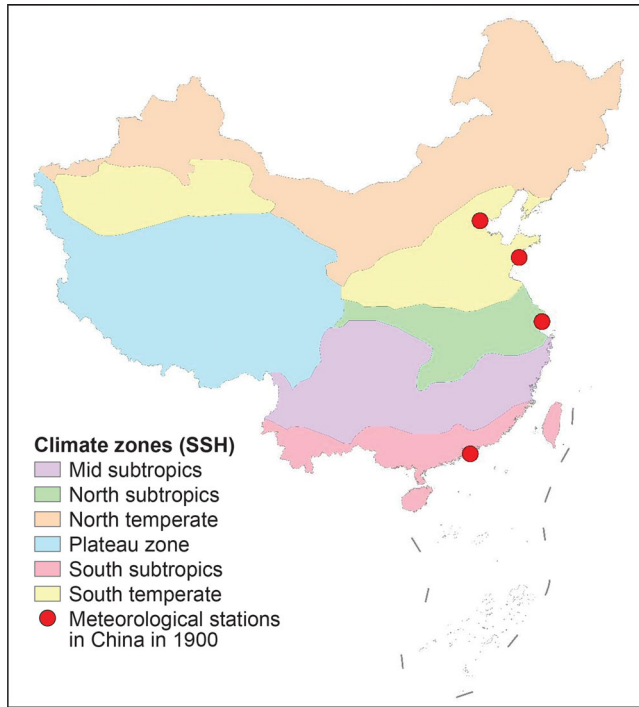 Climate zones (SSH)
Mid subtropics
North subtropics
North temperate
Plateau zone
South subtropics
South temperate
Meteorological stations
in China in 1900